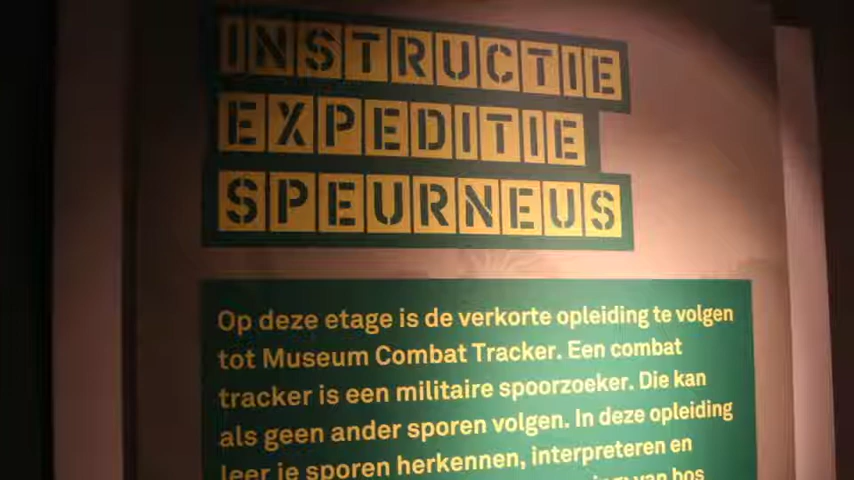 INSTRUCTIE
EXPEDITIE
SPEURNEUS
Op deze etage is de verkorte opleiding te volgen
tot Museum Combat Tracker. Een combat
tracker is een militaire spoorzoeker. Die kan
als geen ander sporen volgen. In deze opleiding
leer je sporen herkennen, interpreteren en
van bos